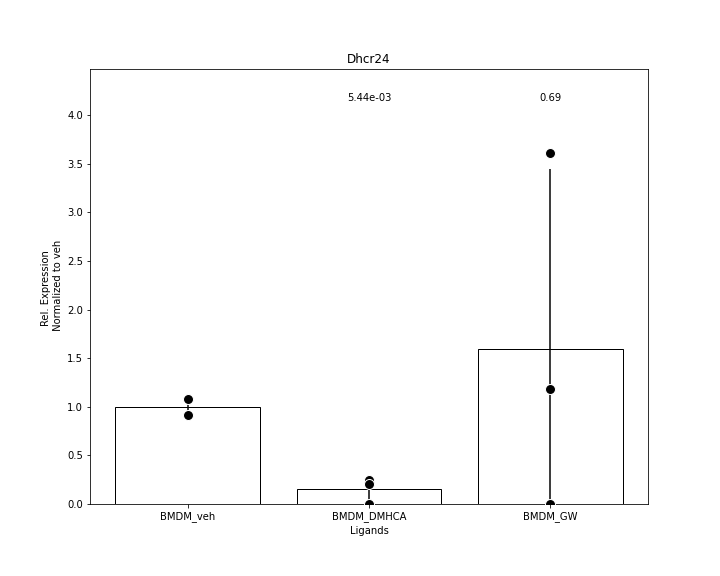 Dhcr24
5.44e-03
0.69
4.0
3.5
3.0
2.5
2.0
1.5
1.0
0.5
0.0
Rel. Expression
Normalized to veh
BMDM_veh
BMDM_DMHCA
BMDM_GW
Ligands